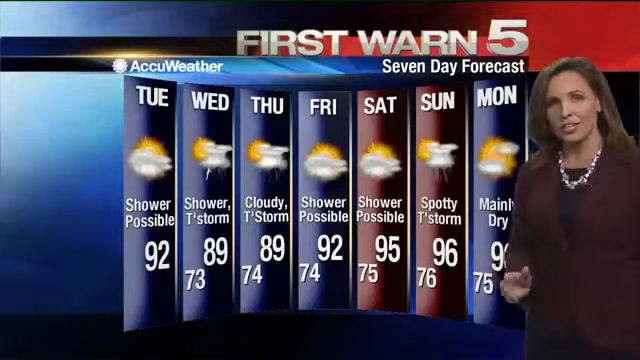 FIRST WARN 5
AccuWeather
Seven Day Forecast
TUE WED THU FRI SAT SUN MON
Shower Possible
Shower, T'storm
Cloudy, T'Storm
Shower Possible
Shower Possible
Spotty T'storm
Mainly Dry
92 89 89 92 95 96
73 74 74 75 76 75